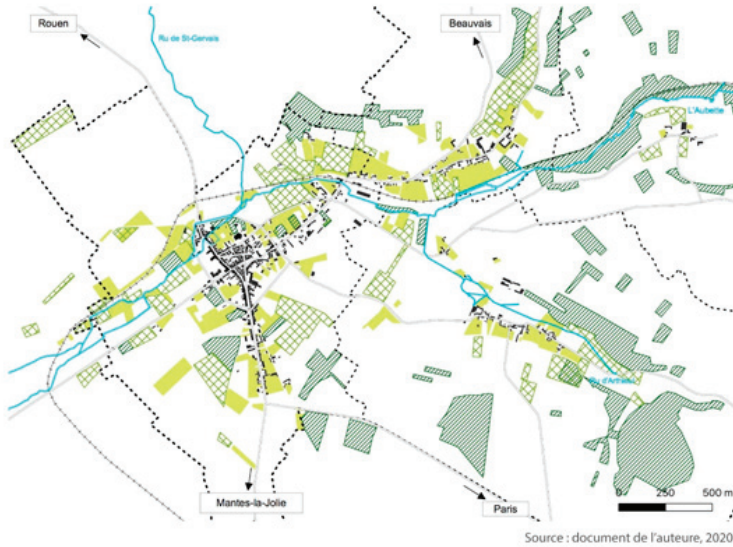 Rouen
Beauvais
Ru de St-Gervais
L'Aubette
Ru d'Arthies
Mantes-la-Jolie
Paris
0 250 500 m
Source : document de l'auteure, 2020